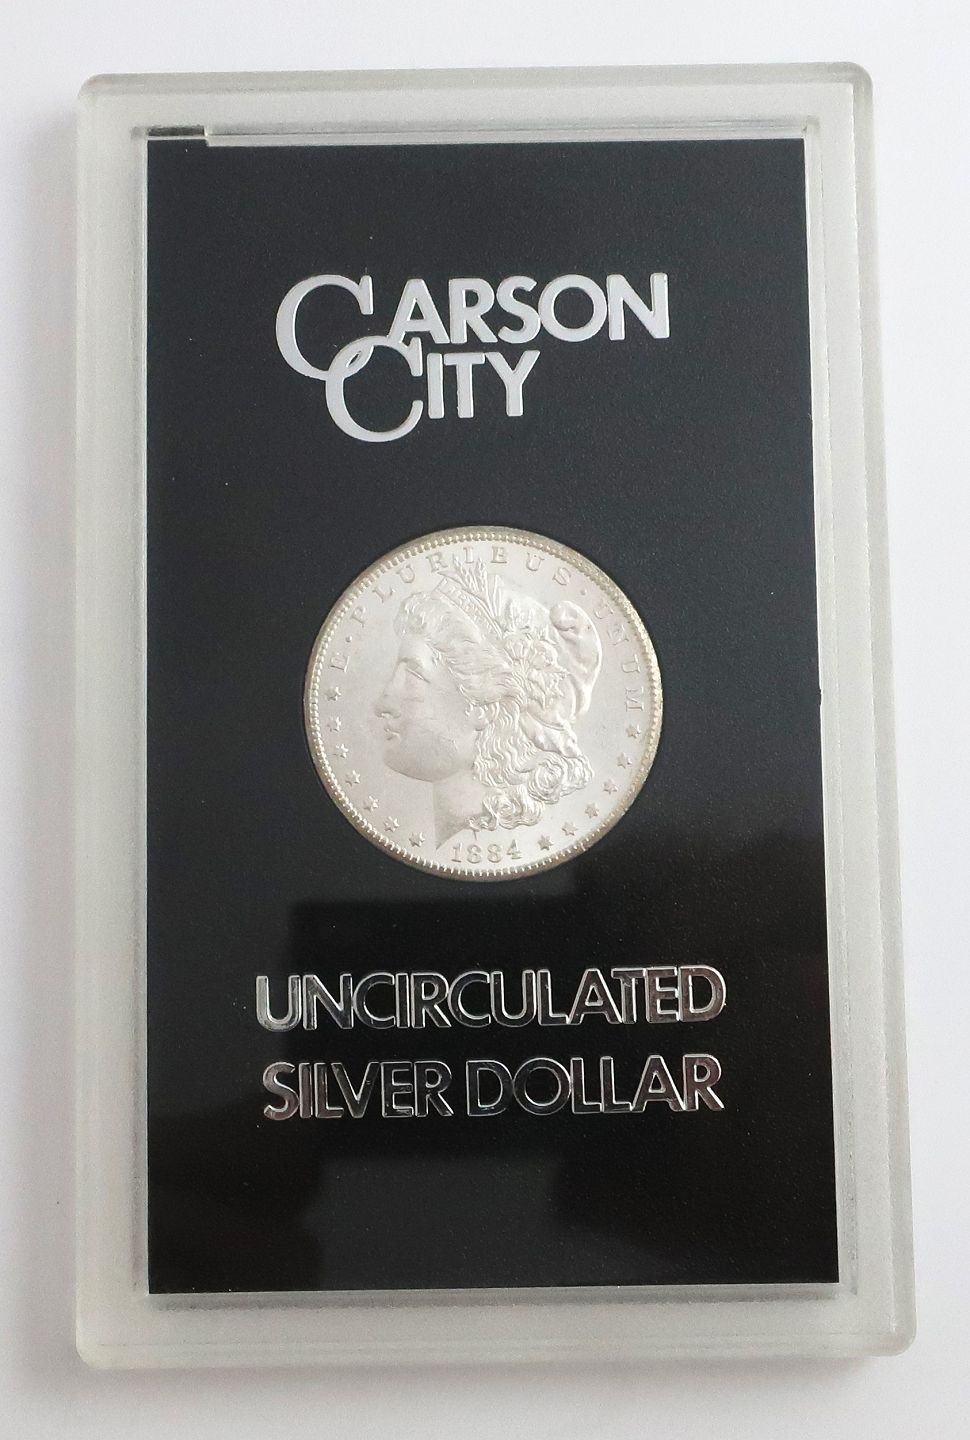 CARSON
CITY
E · PLURIBUS · UNUM
1884
UNCIRCULATED
SILVER DOLLAR